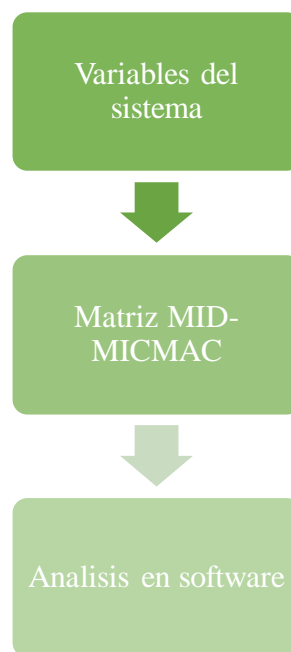 Variables del
sistema
Matriz MID-
MICMAC
Analisis en software